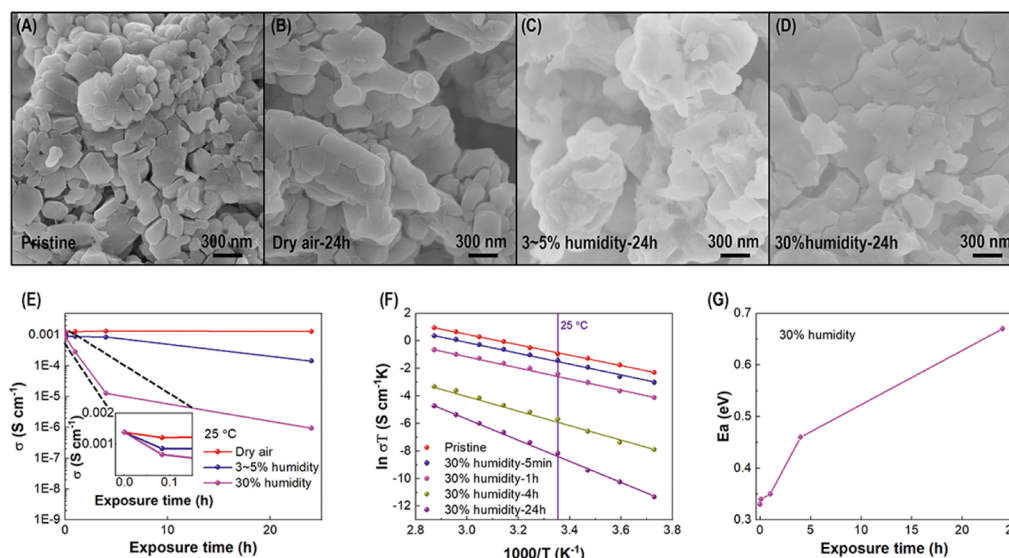 (A)
(B)
(C)
(D)
Pristine
300 nm
Dry air-24h
300 nm
3~5% humidity-24h
300 nm
30%humidity-24h
300 nm
(E)
σ (S cm⁻¹)
0.001
1E-4
1E-5
1E-6
1E-7
1E-8
1E-9
0
10
20
Exposure time (h)
0.002
0.001
σ (S cm⁻¹)
0.0
0.1
Exposure time (h)
25 °C
Dry air
3~5% humidity
30% humidity
(F)
ln σT (S cm⁻¹K)
2
0
-2
-4
-6
-8
-10
-12
2.8
3.0
3.2
3.4
3.6
3.8
1000/T (K⁻¹)
25 °C
Pristine
30% humidity-5min
30% humidity-1h
30% humidity-4h
30% humidity-24h
(G)
Ea (eV)
0.7
0.6
0.5
0.4
0.3
0
5
10
15
20
25
Exposure time (h)
30% humidity